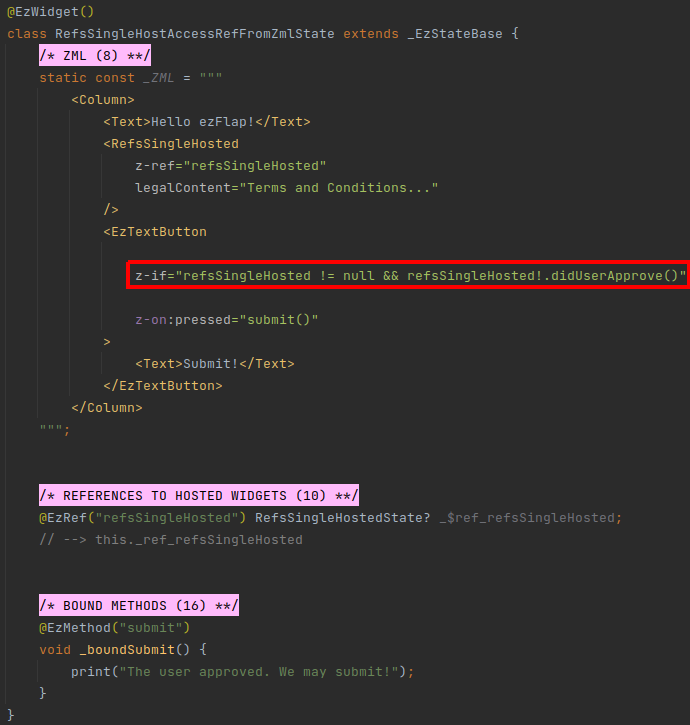 @EzWidget()
class RefsSingleHostAccessRefFromZmlState extends _EzStateBase {
    /* ZML (8) **/
    static const _ZML = """
        <Column>
            <Text>Hello ezFlap!</Text>
            <RefsSingleHosted
                z-ref="refsSingleHosted"
                legalContent="Terms and Conditions..."
            />
            <EzTextButton
                z-if="refsSingleHosted != null && refsSingleHosted!.didUserApprove()"
                z-on:pressed="submit()"
            >
                <Text>Submit!</Text>
            </EzTextButton>
        </Column>
    """;
    /* REFERENCES TO HOSTED WIDGETS (10) **/
    @EzRef("refsSingleHosted") RefsSingleHostedState? _$ref_refsSingleHosted;
    // --> this._ref_refsSingleHosted
    /* BOUND METHODS (16) **/
    @EzMethod("submit")
    void _boundSubmit() {
        print("The user approved. We may submit!");
    }
}